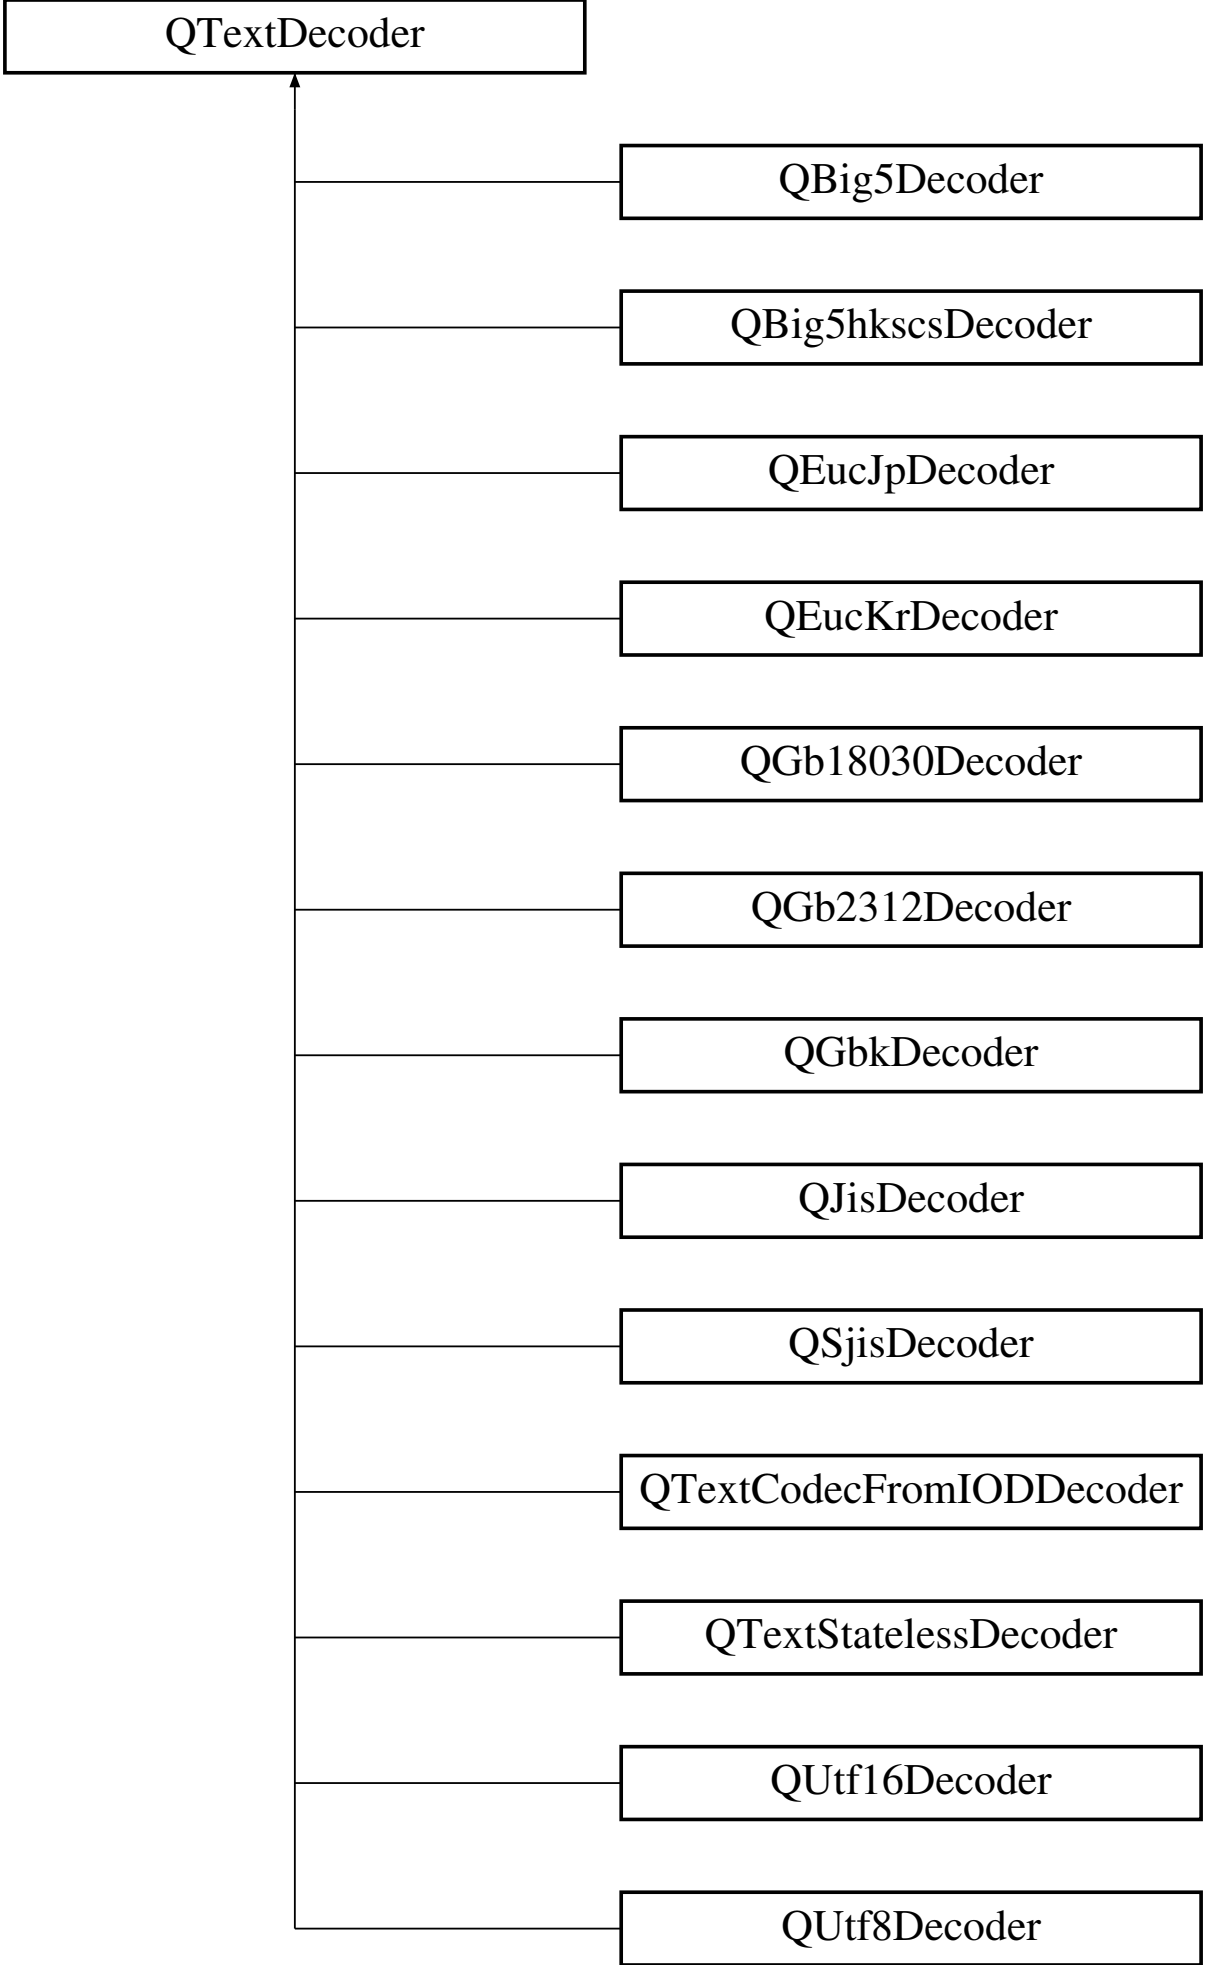 QTextDecoder
QBig5Decoder
QBig5hkscsDecoder
QEucJpDecoder
QEucKrDecoder
QGb18030Decoder
QGb2312Decoder
QGbkDecoder
QJisDecoder
QSjisDecoder
QTextCodecFromIODDecoder
QTextStatelessDecoder
QUtf16Decoder
QUtf8Decoder